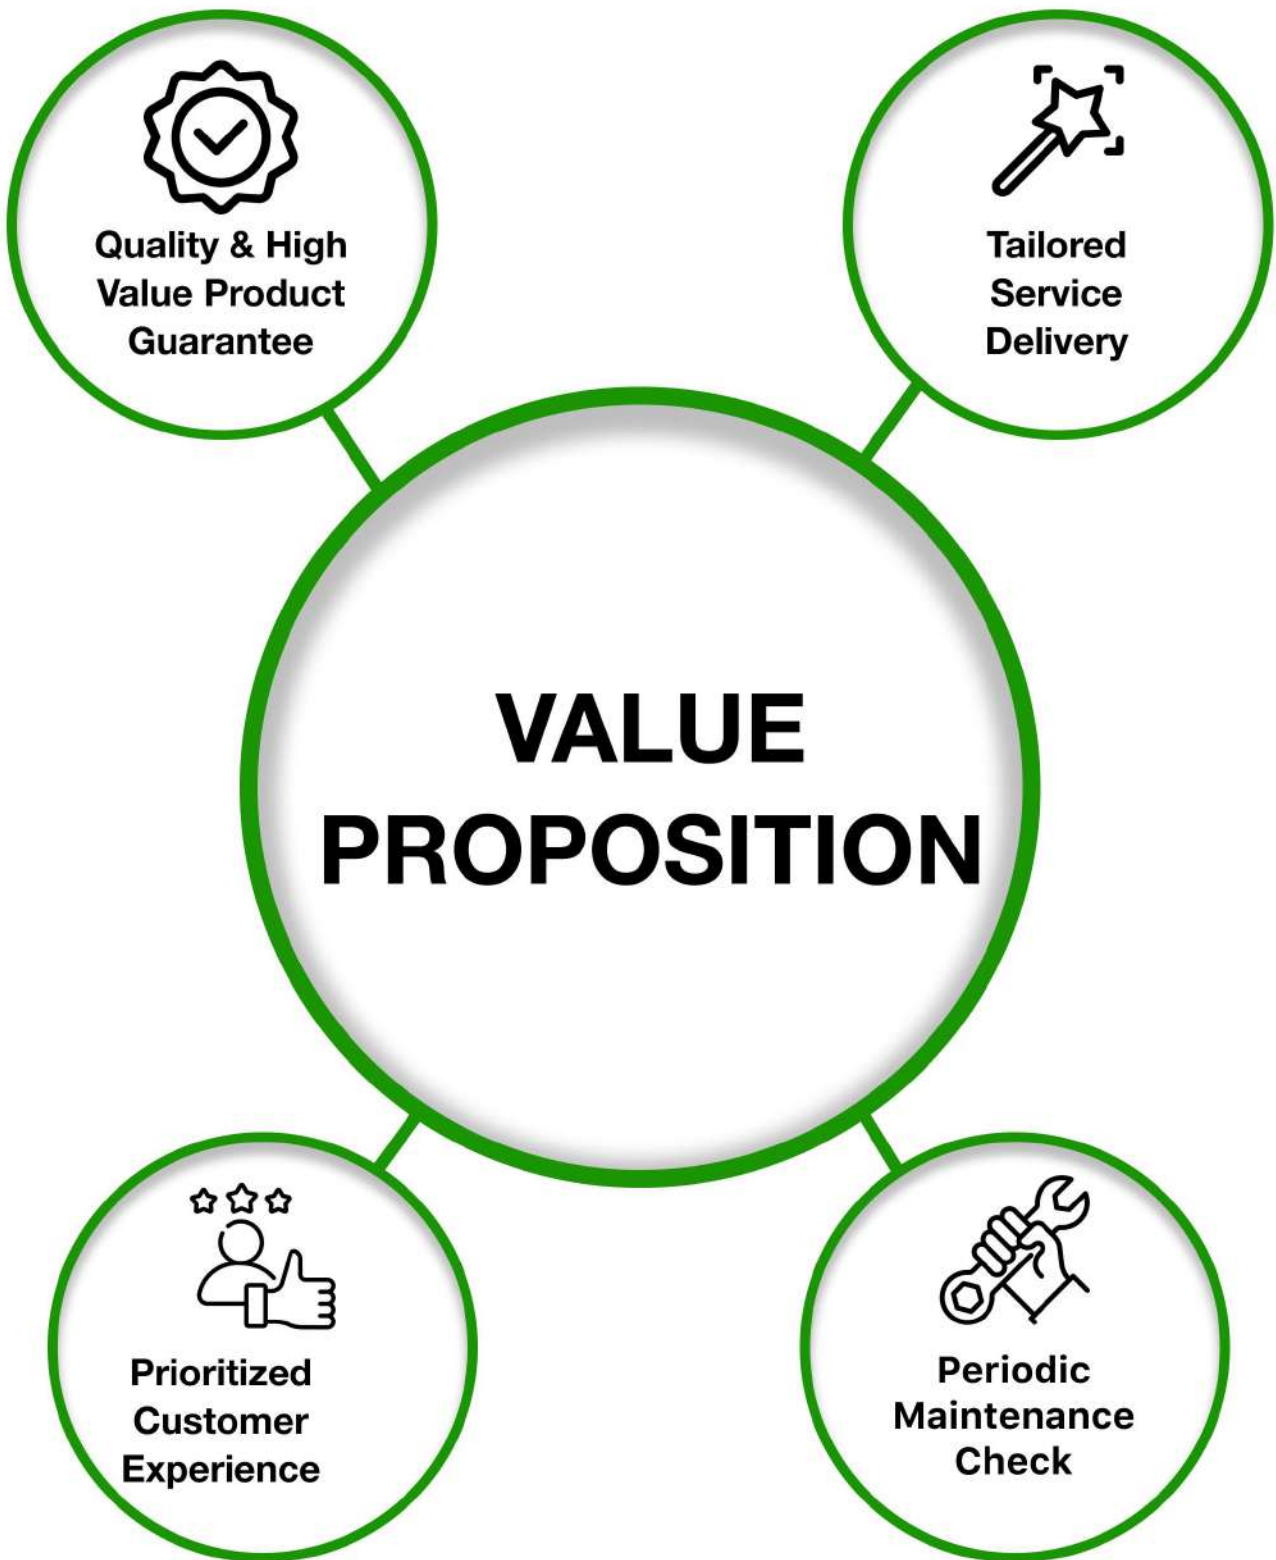 Quality & High
Value Product
Guarantee
Tailored
Service
Delivery
VALUE
PROPOSITION
Prioritized
Customer
Experience
Periodic
Maintenance
Check